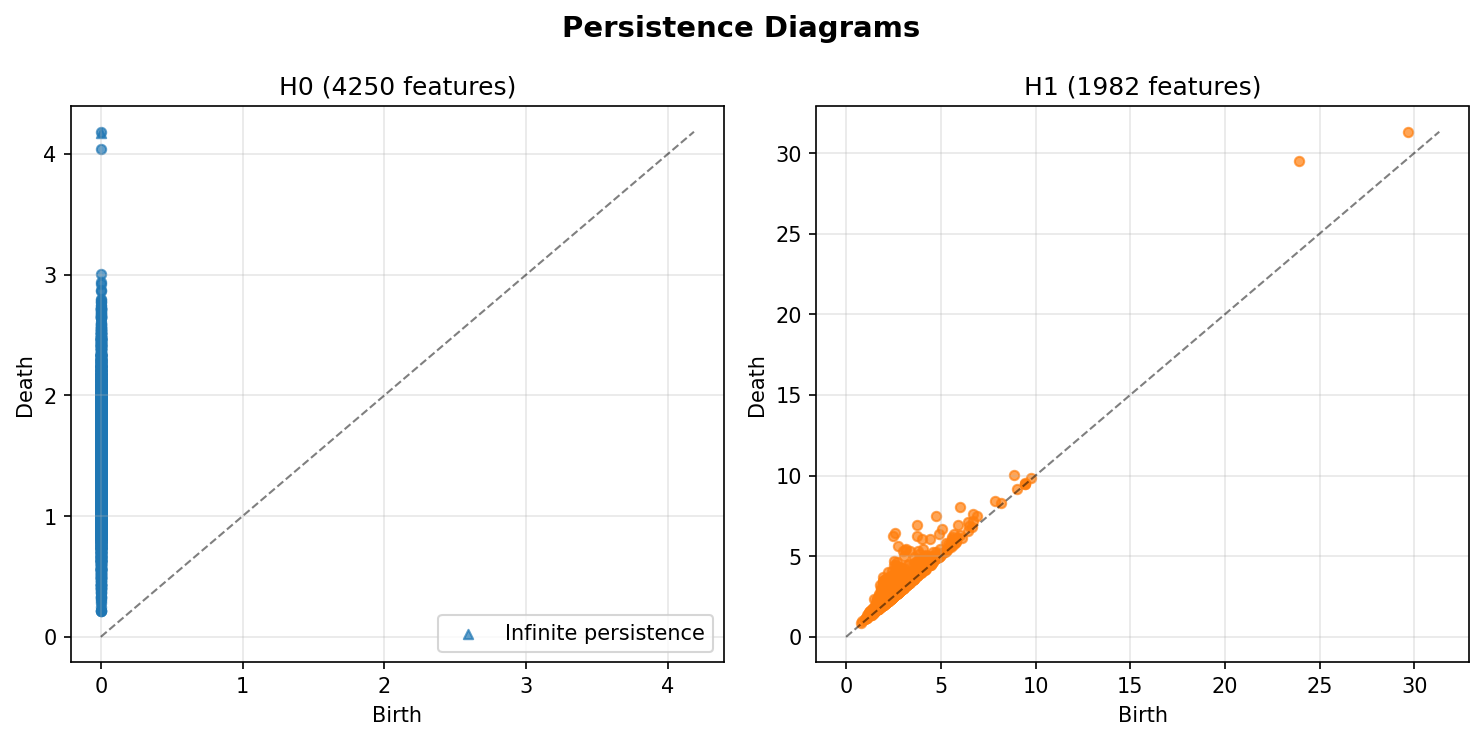 Persistence Diagrams
H0 (4250 features)
4
3
2
1
0
Death
0 1 2 3 4
Birth
Infinite persistence
H1 (1982 features)
30
25
20
15
10
5
0
Death
0 5 10 15 20 25 30
Birth